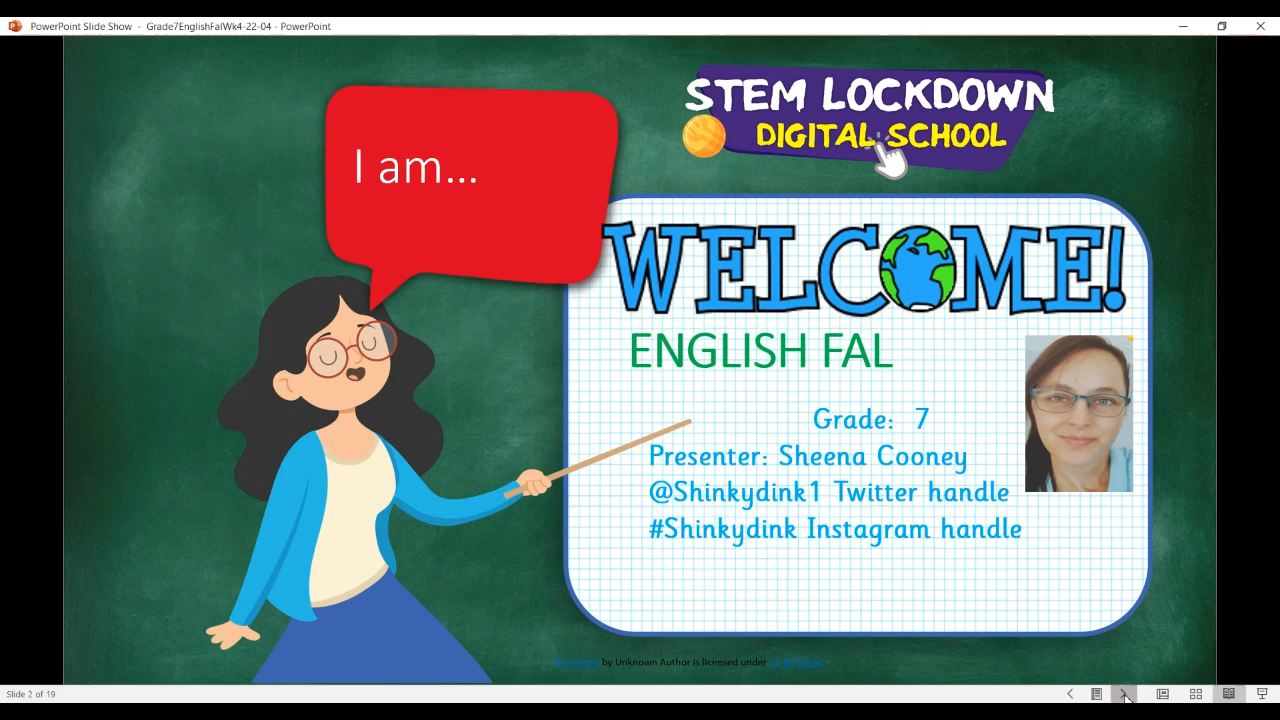 PowerPoint Slide Show - Grade7EnglishFalWk4-22-04 - PowerPoint
STEM LOCKDOWN
DIGITAL SCHOOL
I am...
WELCOME!
ENGLISH FAL
Grade: 7
Presenter: Sheena Cooney
@Shinkydink1 Twitter handle
#Shinkydink Instagram handle
by Unknown Author is licensed under
Slide 2 of 19